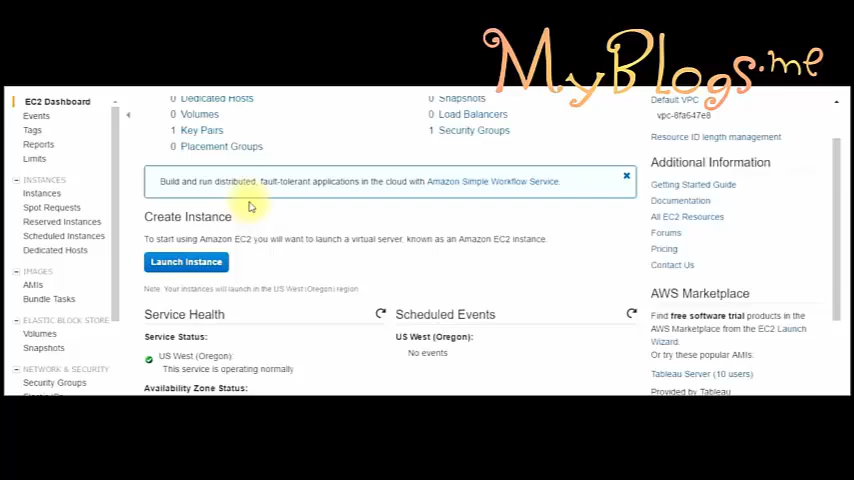 MyBlogs.me
EC2 Dashboard
Events
Tags
Reports
Limits
INSTANCES
Instances
Spot Requests
Reserved Instances
Scheduled Instances
Dedicated Hosts
IMAGES
AMIs
Bundle Tasks
ELASTIC BLOCK STORE
Volumes
Snapshots
NETWORK & SECURITY
Security Groups
0 Dedicated Hosts
0 Volumes
1 Key Pairs
0 Placement Groups
0 Snapshots
0 Load Balancers
1 Security Groups
Build and run distributed, fault-tolerant applications in the cloud with Amazon Simple Workflow Service.
Create Instance
To start using Amazon EC2 you will want to launch a virtual server, known as an Amazon EC2 instance.
Launch Instance
Note: Your instances will launch in the US West (Oregon) region
Service Health
Service Status:
US West (Oregon):
This service is operating normally
Availability Zone Status:
Scheduled Events
US West (Oregon):
No events
Default VPC
vpc-8fa547e8
Resource ID length management
Additional Information
Getting Started Guide
Documentation
All EC2 Resources
Forums
Pricing
Contact Us
AWS Marketplace
Find free software trial products in the
AWS Marketplace from the EC2 Launch
Wizard.
Or try these popular AMIs:
Tableau Server (10 users)
Provided by Tableau